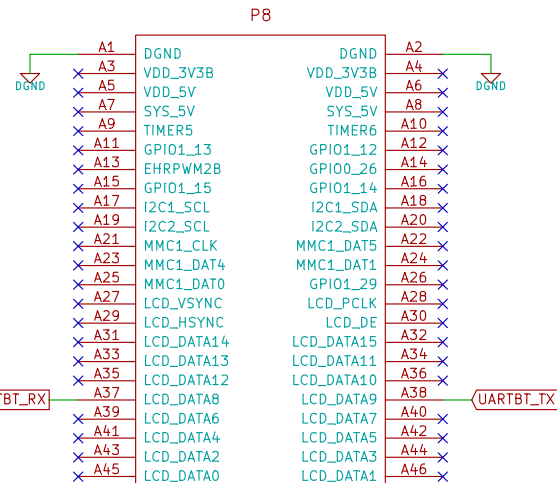 P8
A1 DGND DGND A2
DGND A3 VDD_3V3B VDD_3V3B A4 DGND
A5 VDD_5V VDD_5V A6
A7 SYS_5V SYS_5V A8
A9 TIMER5 TIMER6 A10
A11 GPIO1_13 GPIO1_12 A12
A13 EHRPWM2B GPIO0_26 A14
A15 GPIO1_15 GPIO1_14 A16
A17 I2C1_SCL I2C1_SDA A18
A19 I2C2_SCL I2C2_SDA A20
A21 MMC1_CLK MMC1_DAT5 A22
A23 MMC1_DAT4 MMC1_DAT1 A24
A25 MMC1_DAT0 GPIO1_29 A26
A27 LCD_VSYNC LCD_PCLK A28
A29 LCD_HSYNC LCD_DE A30
A31 LCD_DATA14 LCD_DATA15 A32
A33 LCD_DATA13 LCD_DATA11 A34
A35 LCD_DATA12 LCD_DATA10 A36
TBT_RX A37 LCD_DATA8 LCD_DATA9 A38 UARTBT_TX
A39 LCD_DATA6 LCD_DATA7 A40
A41 LCD_DATA4 LCD_DATA5 A42
A43 LCD_DATA2 LCD_DATA3 A44
A45 LCD_DATA0 LCD_DATA1 A46